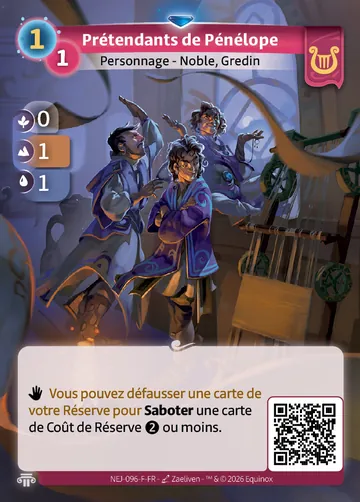 1
1
Prétendants de Pénélope
Personnage - Noble, Gredin
0
1
1
Vous pouvez défausser une carte de
votre Réserve pour Saboter une carte
de Coût de Réserve 2 ou moins.
NEJ-096-F-FR - Zaeliven - ™ & © 2026 Equinox